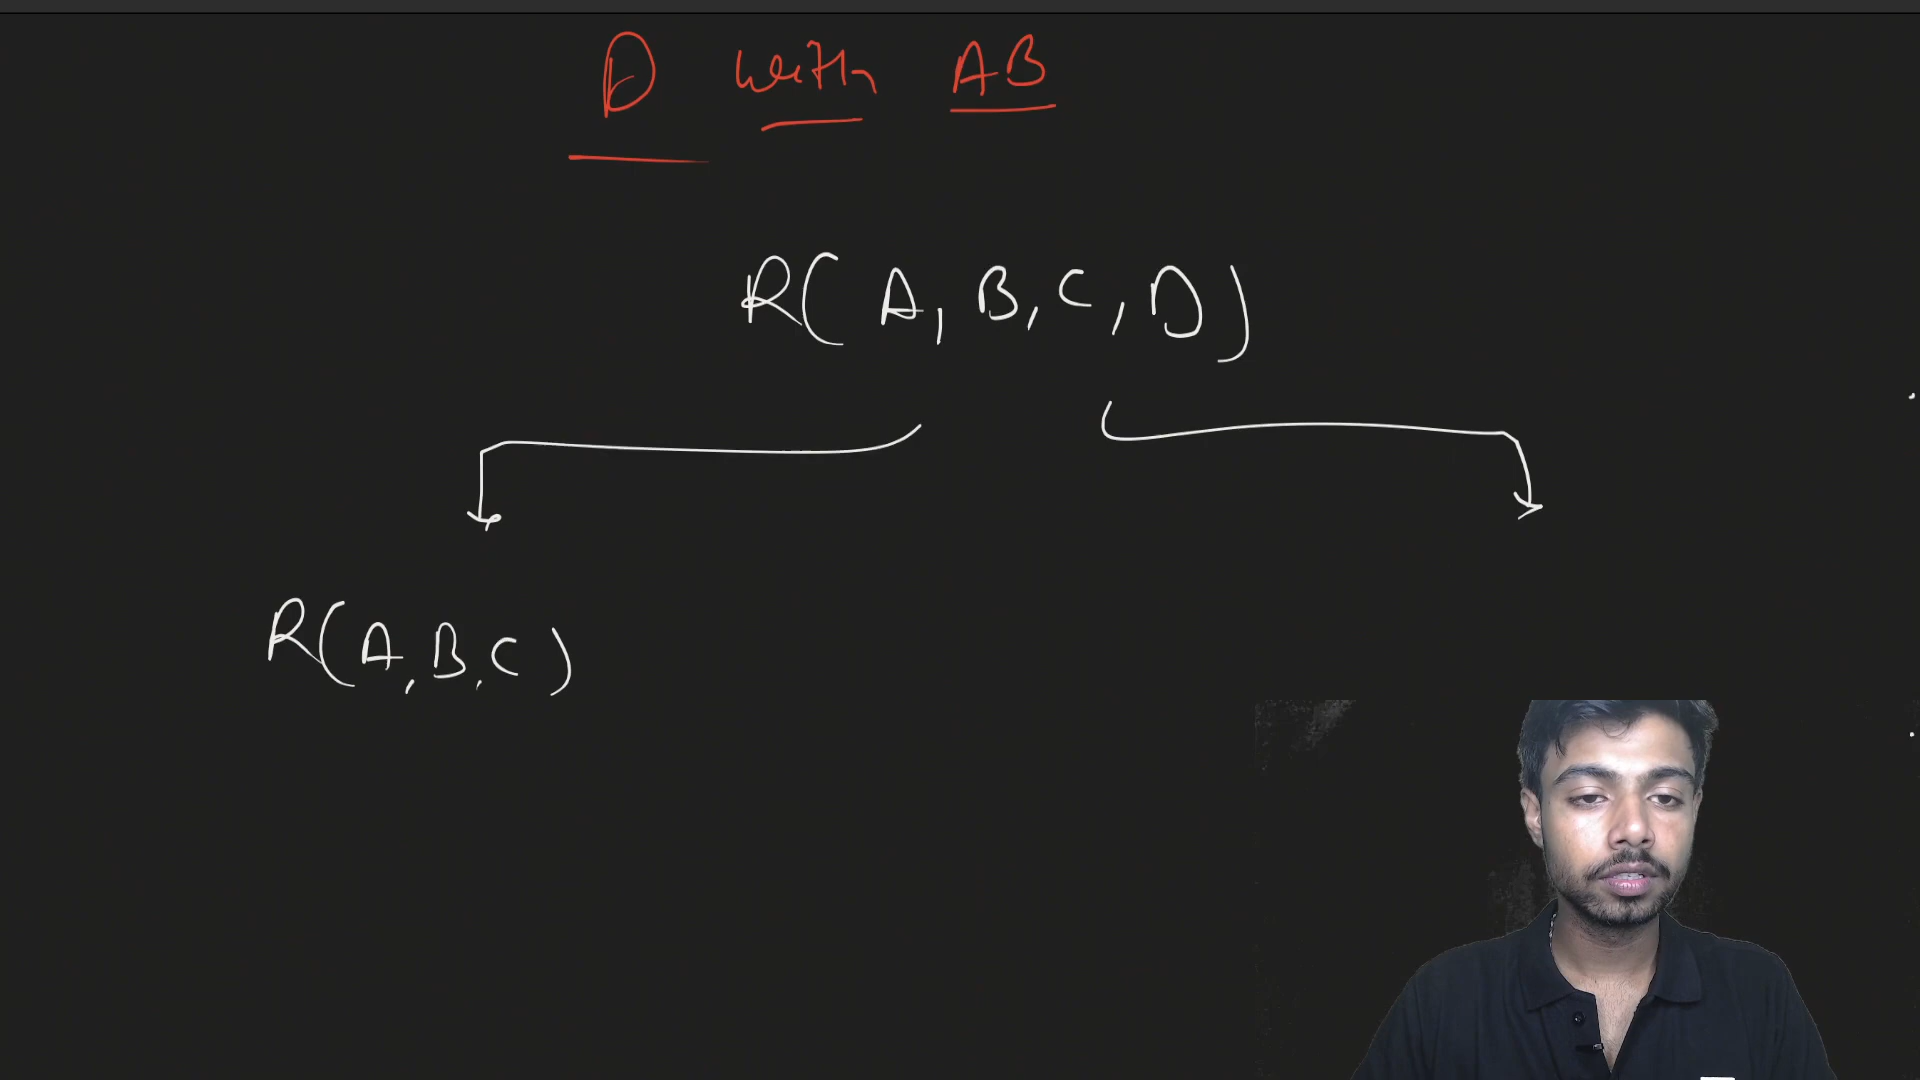 D with AB
R( A, B, C, D)
R( A, B, C )